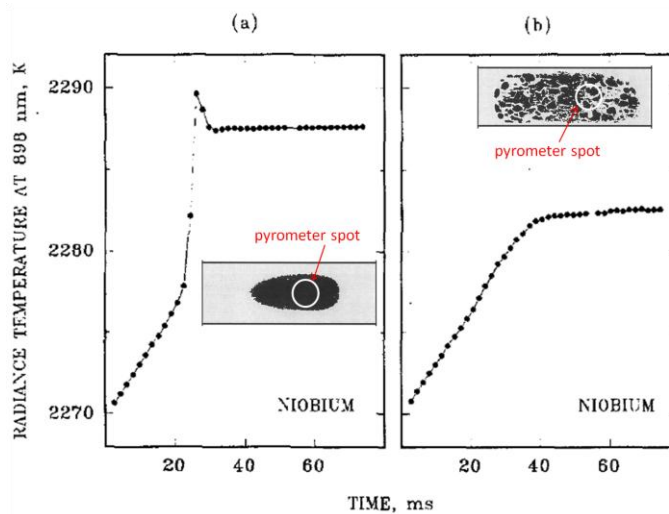 (a)
(b)
RADIANCE TEMPERATURE AT 898 nm, K
2290
2280
2270
pyrometer spot
NIOBIUM
20
40
60
pyrometer spot
NIOBIUM
20
40
60
TIME, ms